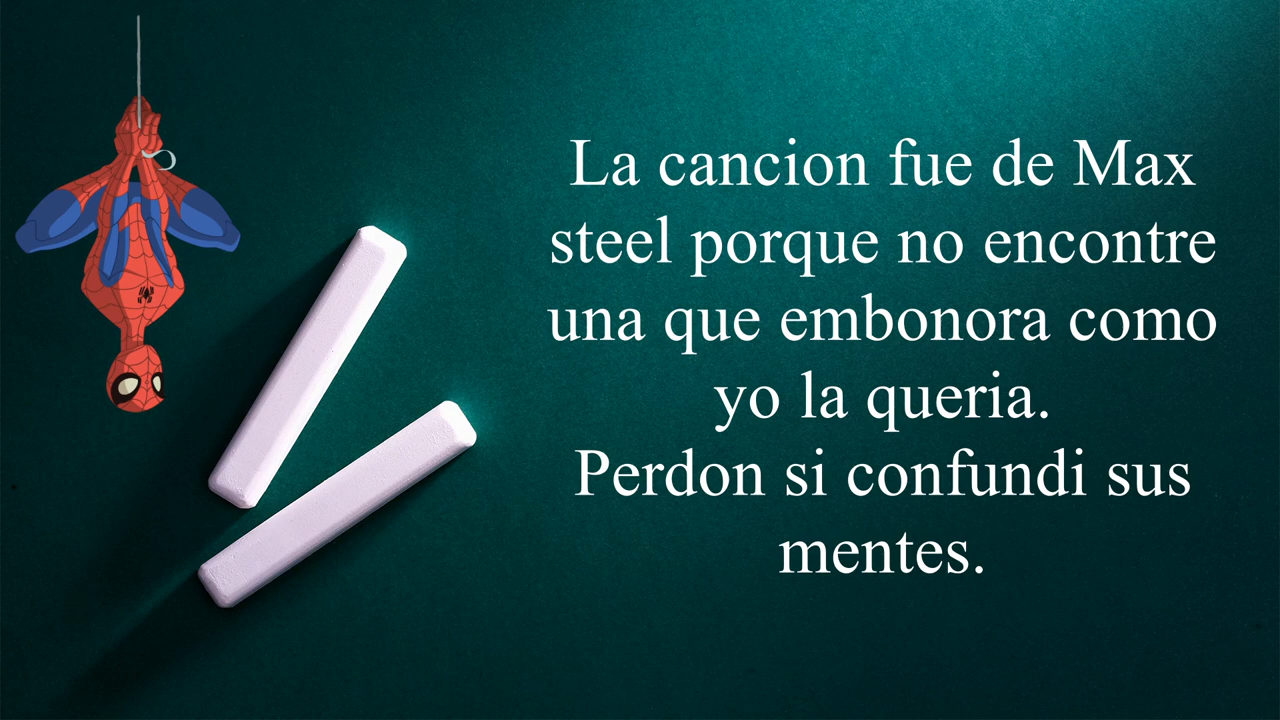 La cancion fue de Max
steel porque no encontre
una que embonora como
yo la queria.
Perdon si confundi sus
mentes.